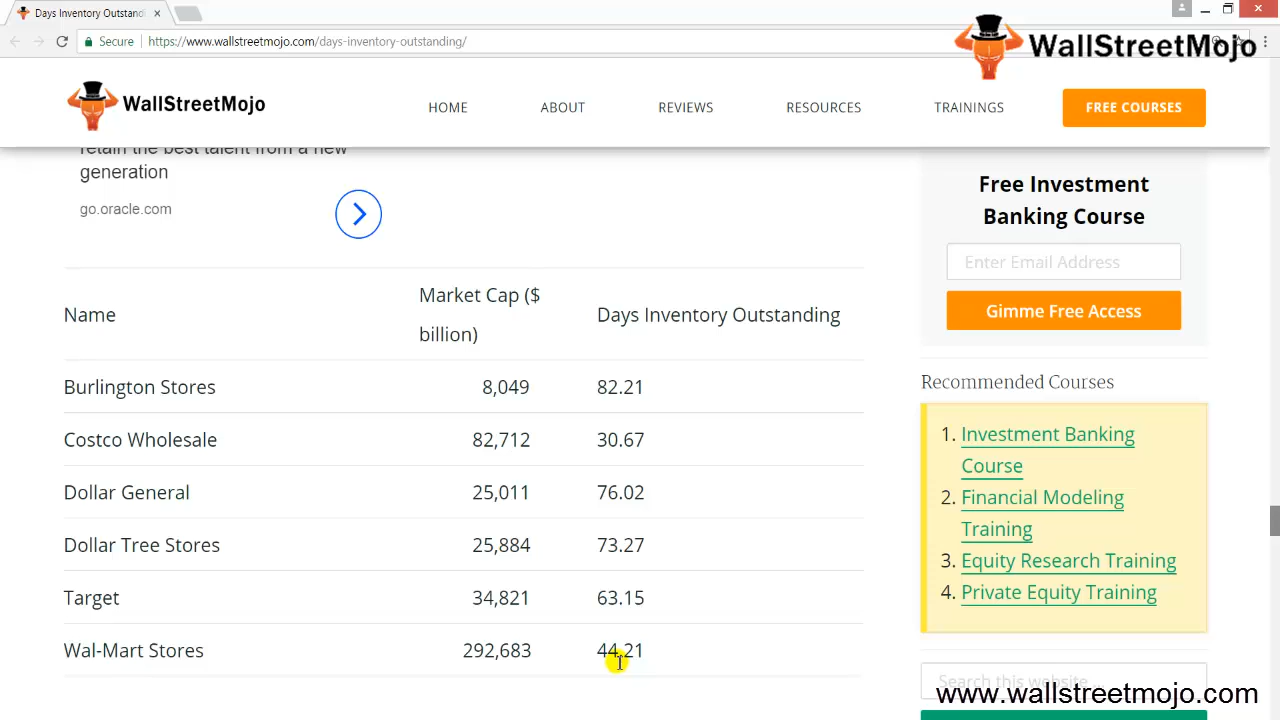 Days Inventory Outstand
Secure https://www.wallstreetmojo.com/days-inventory-outstanding/
WallStreetMojo
WallStreetMojo
HOME ABOUT REVIEWS RESOURCES TRAININGS FREE COURSES
retain the best talent from a new
generation
go.oracle.com
Name Market Cap ($ billion) Days Inventory Outstanding
Burlington Stores 8,049 82.21
Costco Wholesale 82,712 30.67
Dollar General 25,011 76.02
Dollar Tree Stores 25,884 73.27
Target 34,821 63.15
Wal-Mart Stores 292,683 44.21
Free Investment
Banking Course
Enter Email Address
Gimme Free Access
Recommended Courses
1. Investment Banking
Course
2. Financial Modeling
Training
3. Equity Research Training
4. Private Equity Training
Search this website ...
www.wallstreetmojo.com